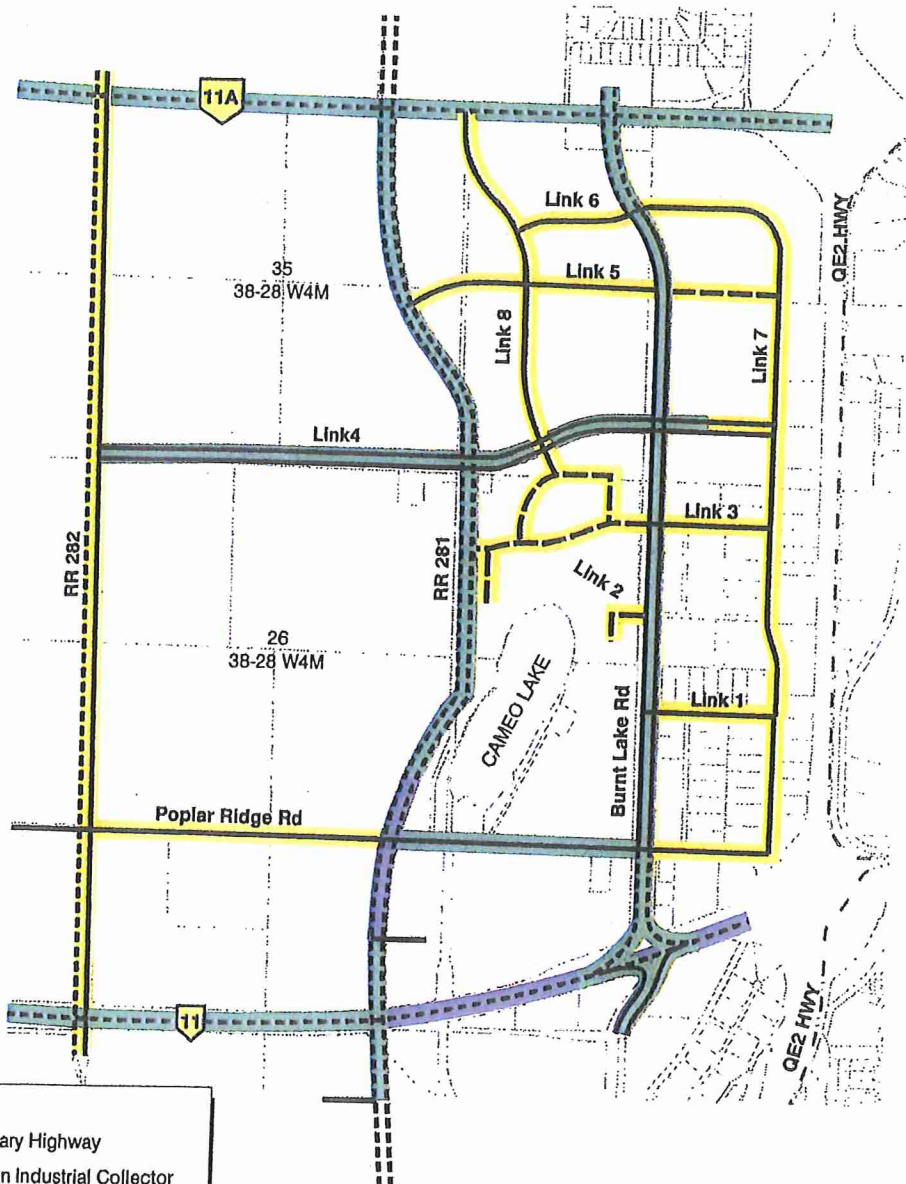 11A
Link 6
QE2 HWY
35
38-28 W4M
Link 5
Link 8
Link 7
Link4
RR 282
RR 281
Link 3
Link 2
26
38-28 W4M
CAMEO LAKE
Burnt Lake Rd
Link 1
Poplar Ridge Rd
11
QE2 HWY
ary Highway
n Industrial Collector